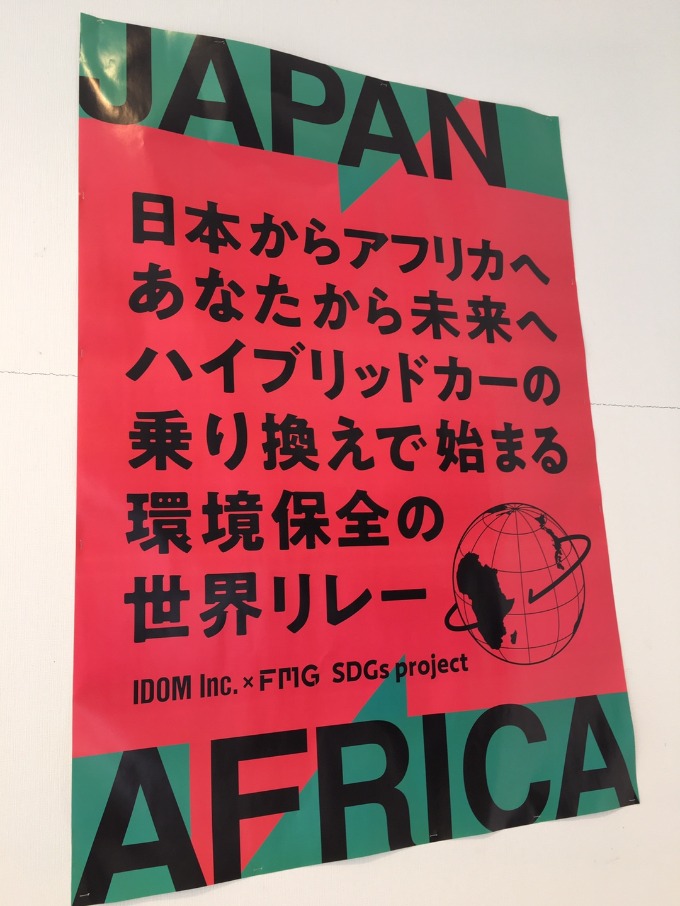 JAPAN
日本からアフリカへ
あなたから未来へ
ハイブリッドカーの
乗り換えで始まる
環境保全の
世界リレー
IDOM Inc. × FMG SDGs project
AFRICA